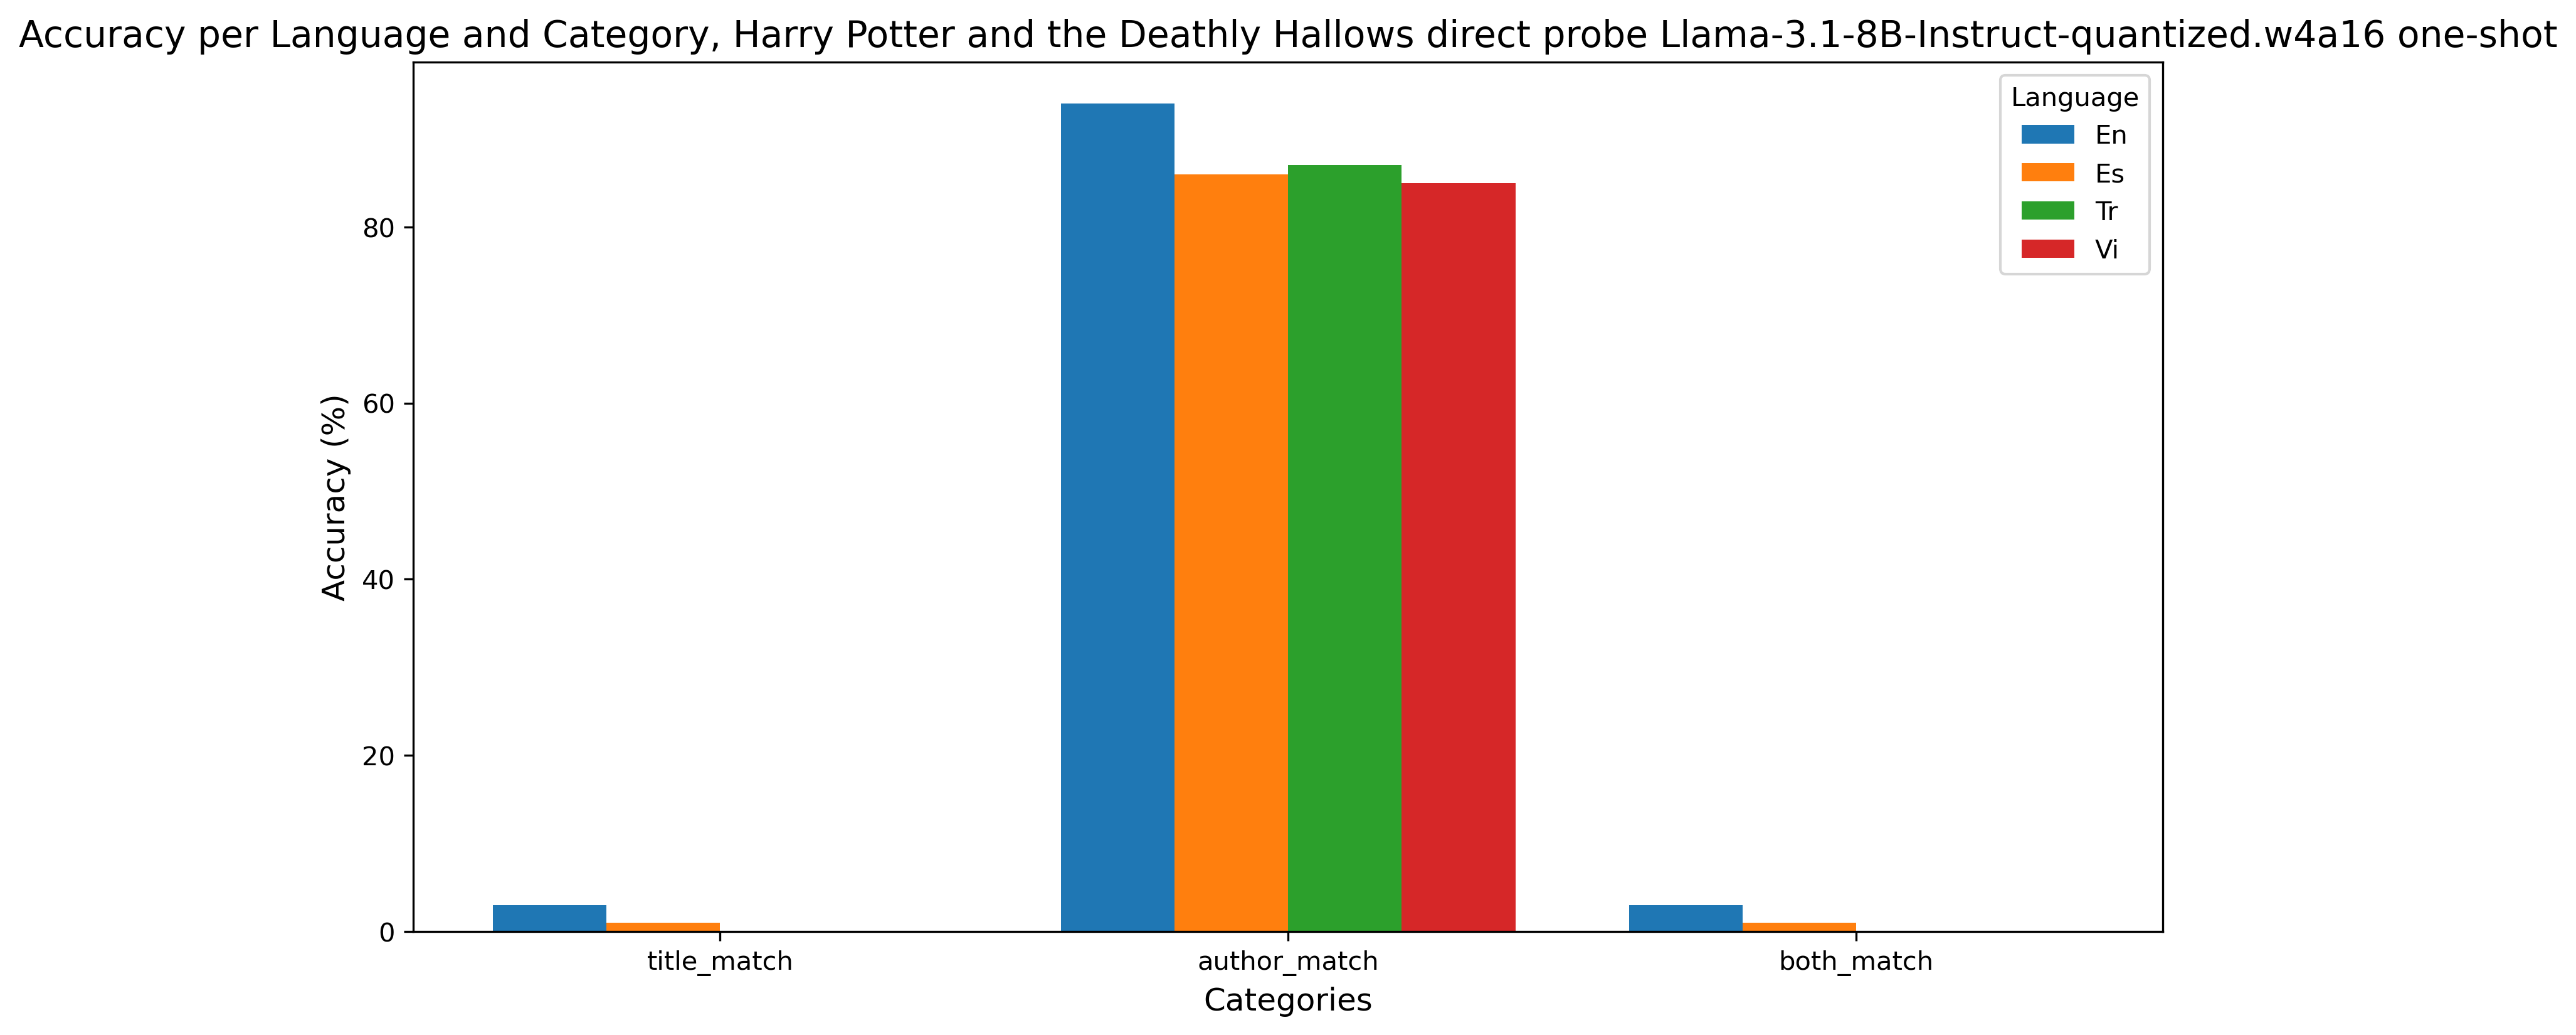 Accuracy per Language and Category, Harry Potter and the Deathly Hallows direct probe Llama-3.1-8B-Instruct-quantized.w4a16 one-shot
Language
En
Es
Tr
Vi
Accuracy (%)
80
60
40
20
0
title_match
author_match
both_match
Categories